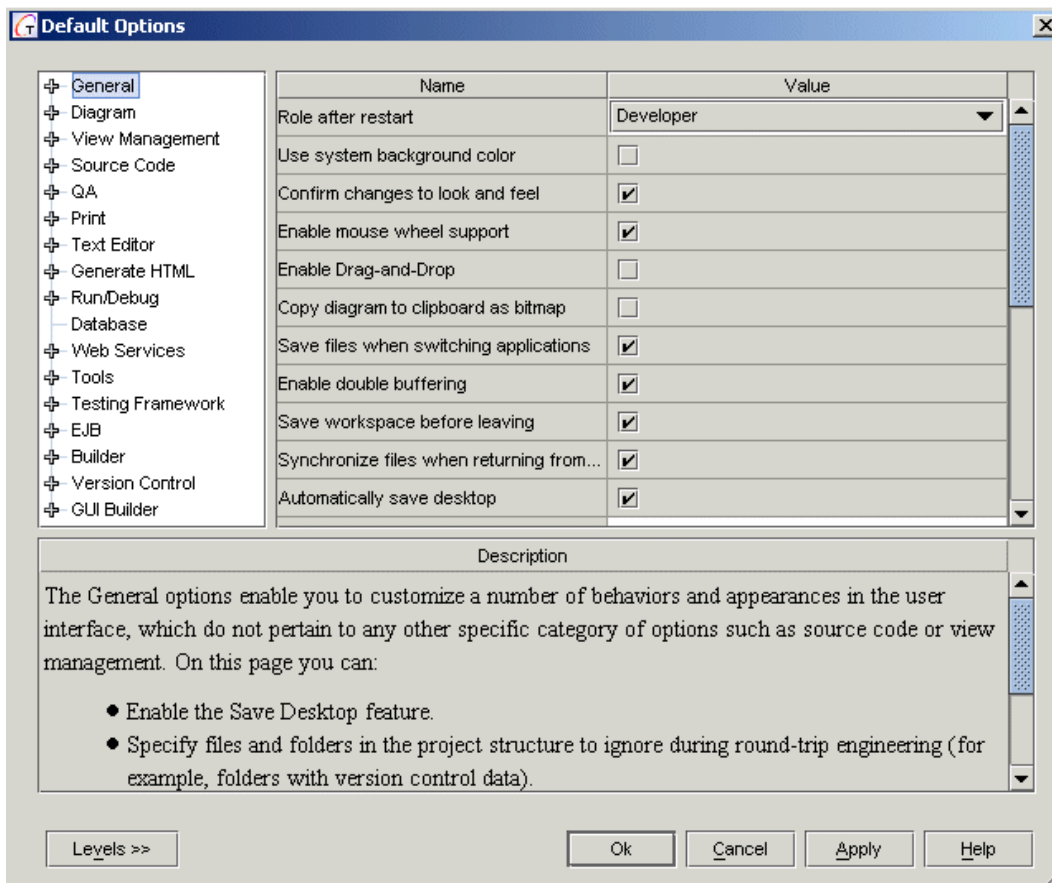 Default Options
General
Diagram
View Management
Source Code
QA
Print
Text Editor
Generate HTML
Run/Debug
Database
Web Services
Tools
Testing Framework
EJB
Builder
Version Control
GUI Builder
Name Value
Role after restart Developer
Use system background color
Confirm changes to look and feel
Enable mouse wheel support
Enable Drag-and-Drop
Copy diagram to clipboard as bitmap
Save files when switching applications
Enable double buffering
Save workspace before leaving
Synchronize files when returning from...
Automatically save desktop
Description
The General options enable you to customize a number of behaviors and appearances in the user
interface, which do not pertain to any other specific category of options such as source code or view
management. On this page you can:
● Enable the Save Desktop feature.
● Specify files and folders in the project structure to ignore during round-trip engineering (for
example, folders with version control data).
Levels >> Ok Cancel Apply Help